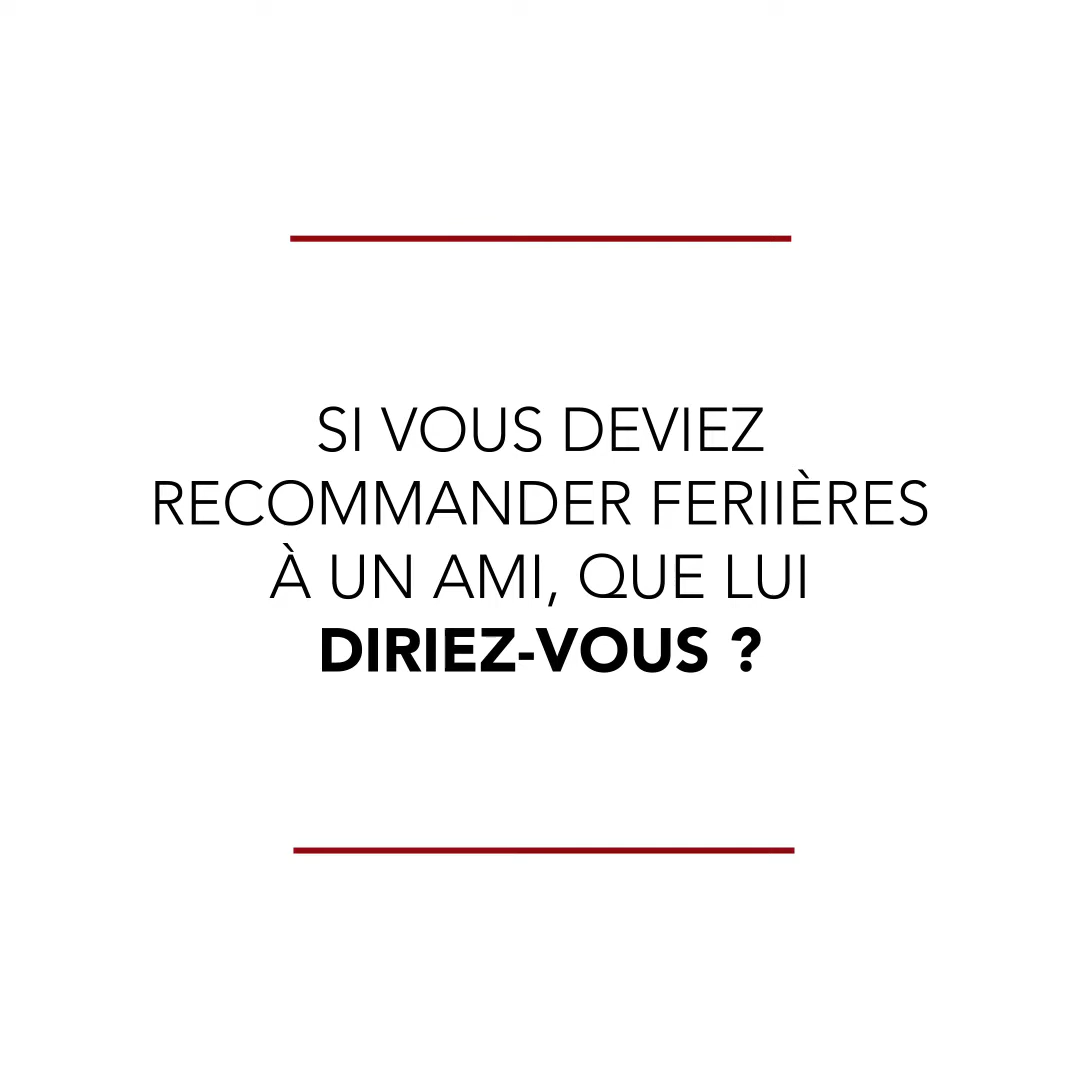 SI VOUS DEVIEZ
RECOMMANDER FERIIÈRES
À UN AMI, QUE LUI
DIRIEZ-VOUS ?